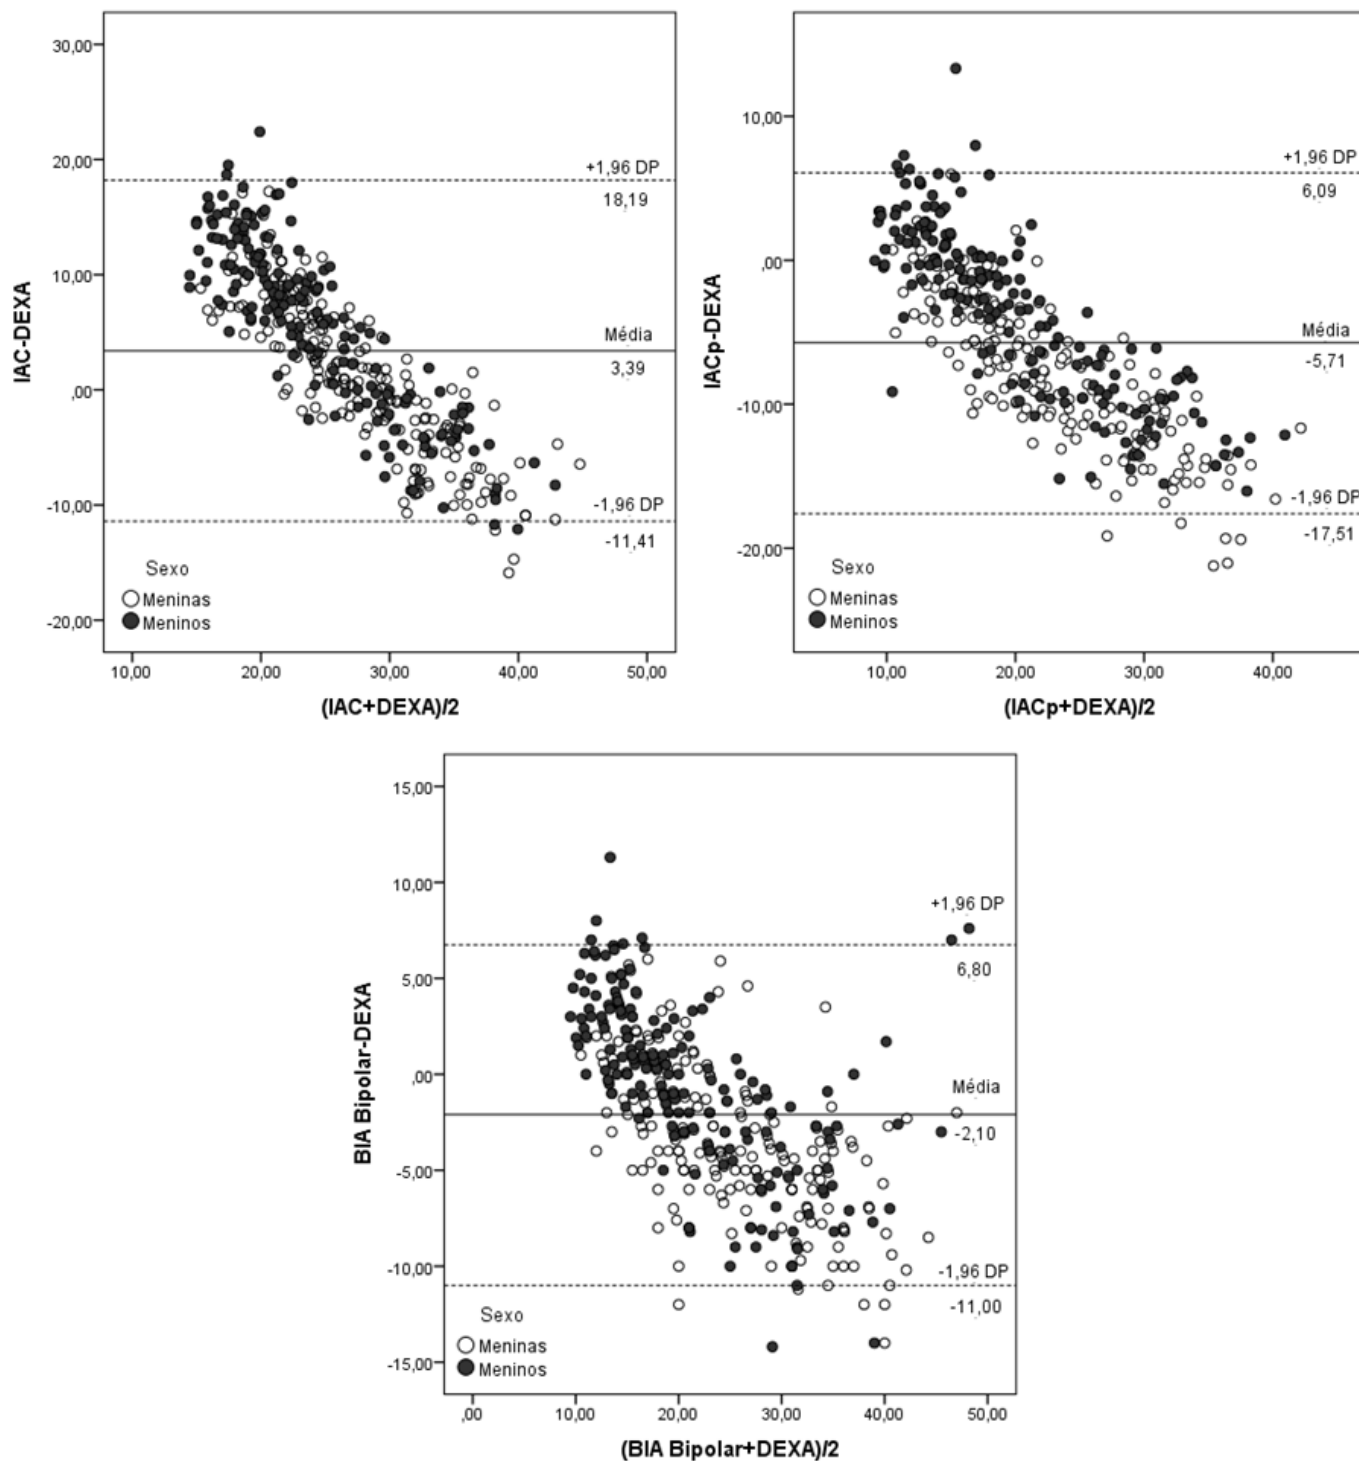 30,00
20,00
10,00
,00
-10,00
-20,00
IAC-DEXA
+1,96 DP
18,19
Média
3,39
-1,96 DP
-11,41
Sexo
Meninas
Meninos
10,00 20,00 30,00 40,00 50,00
(IAC+DEXA)/2
10,00
,00
-10,00
-20,00
IACp-DEXA
+1,96 DP
6,09
Média
-5,71
-1,96 DP
-17,51
Sexo
Meninas
Meninos
10,00 20,00 30,00 40,00
(IACp+DEXA)/2
15,00
10,00
5,00
,00
-5,00
-10,00
-15,00
BIA Bipolar-DEXA
+1,96 DP
6,80
Média
-2,10
-1,96 DP
-11,00
Sexo
Meninas
Meninos
,00 10,00 20,00 30,00 40,00 50,00
(BIA Bipolar+DEXA)/2